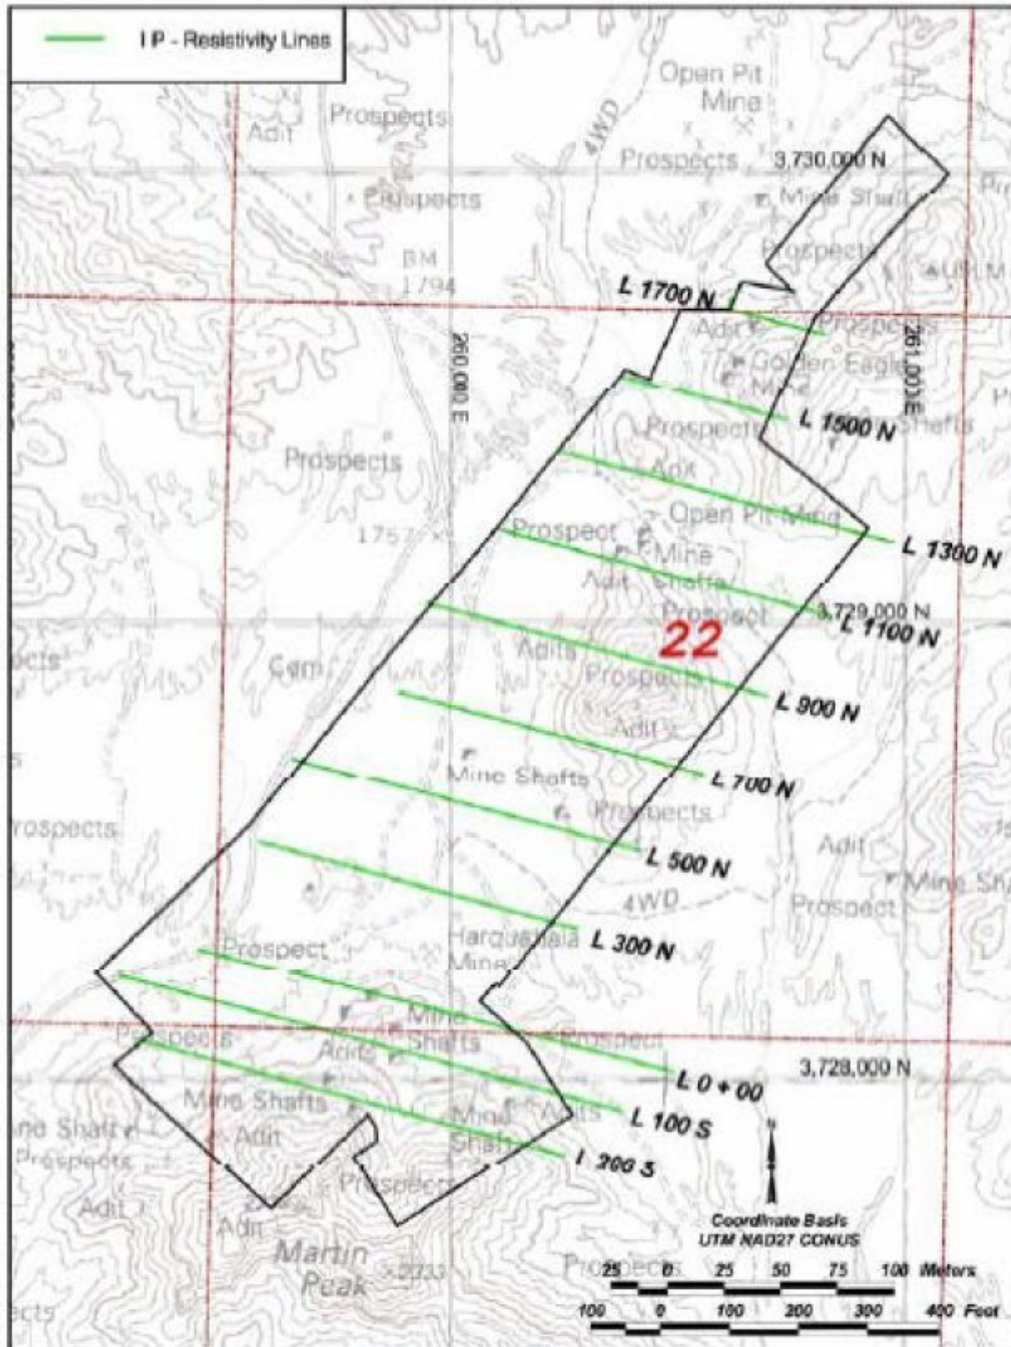 I P - Resistivity Lines
Open Pit
Mine
4WD
Prospects
Adit
Prospects
3,730,000 N
Mine Shaft
Prospects
Prospects
BM
1794
L 1700 N
Adit
Prospects
260,000 E
261,000 E
Golden Eagle
Mine
L 1500 N
Shafts
Prospects
Prospects
Adit
Open Pit Mine
1757
Prospect
L 1300 N
Mine
Adit
Shafts
Prospect
3,729,000 N
L 1100 N
22
Adits
Cem
Prospects
L 900 N
Adit
L 700 N
Mine Shafts
Prospects
Prospects
Adit
L 500 N
Mine Sha
4WD
Prospect
Prospect
Harquahala
Mine
L 300 N
Mine
Shafts
Prospects
Adits
Prospect
3,728,000 N
L 0 + 00
Mine Shafts
Mine
Shaft
Adits
L 100 S
Adit
Prospects
L 200 S
Prospect
Adit
Adit
Martin
Peak
Prospects
Coordinate Basis
UTM NAD27 CONUS
25 0 25 50 75 100 Meters
100 0 100 200 300 400 Feet